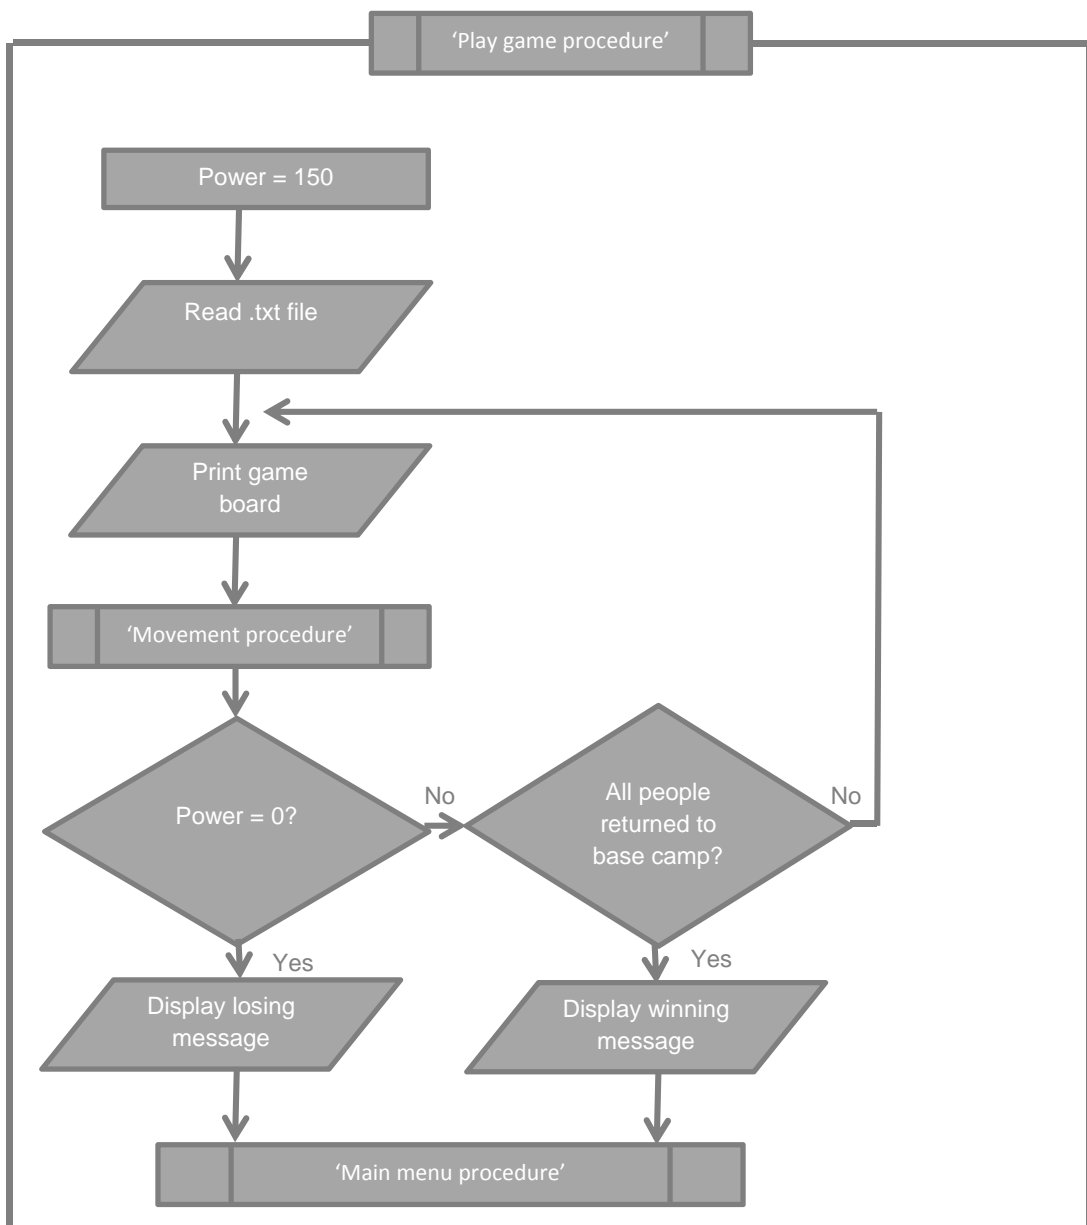 ‘Play game procedure’
Power = 150
Read .txt file
Print game
board
‘Movement procedure’
Power = 0?
No
All people
returned to
base camp?
No
Yes
Display losing
message
Yes
Display winning
message
‘Main menu procedure’